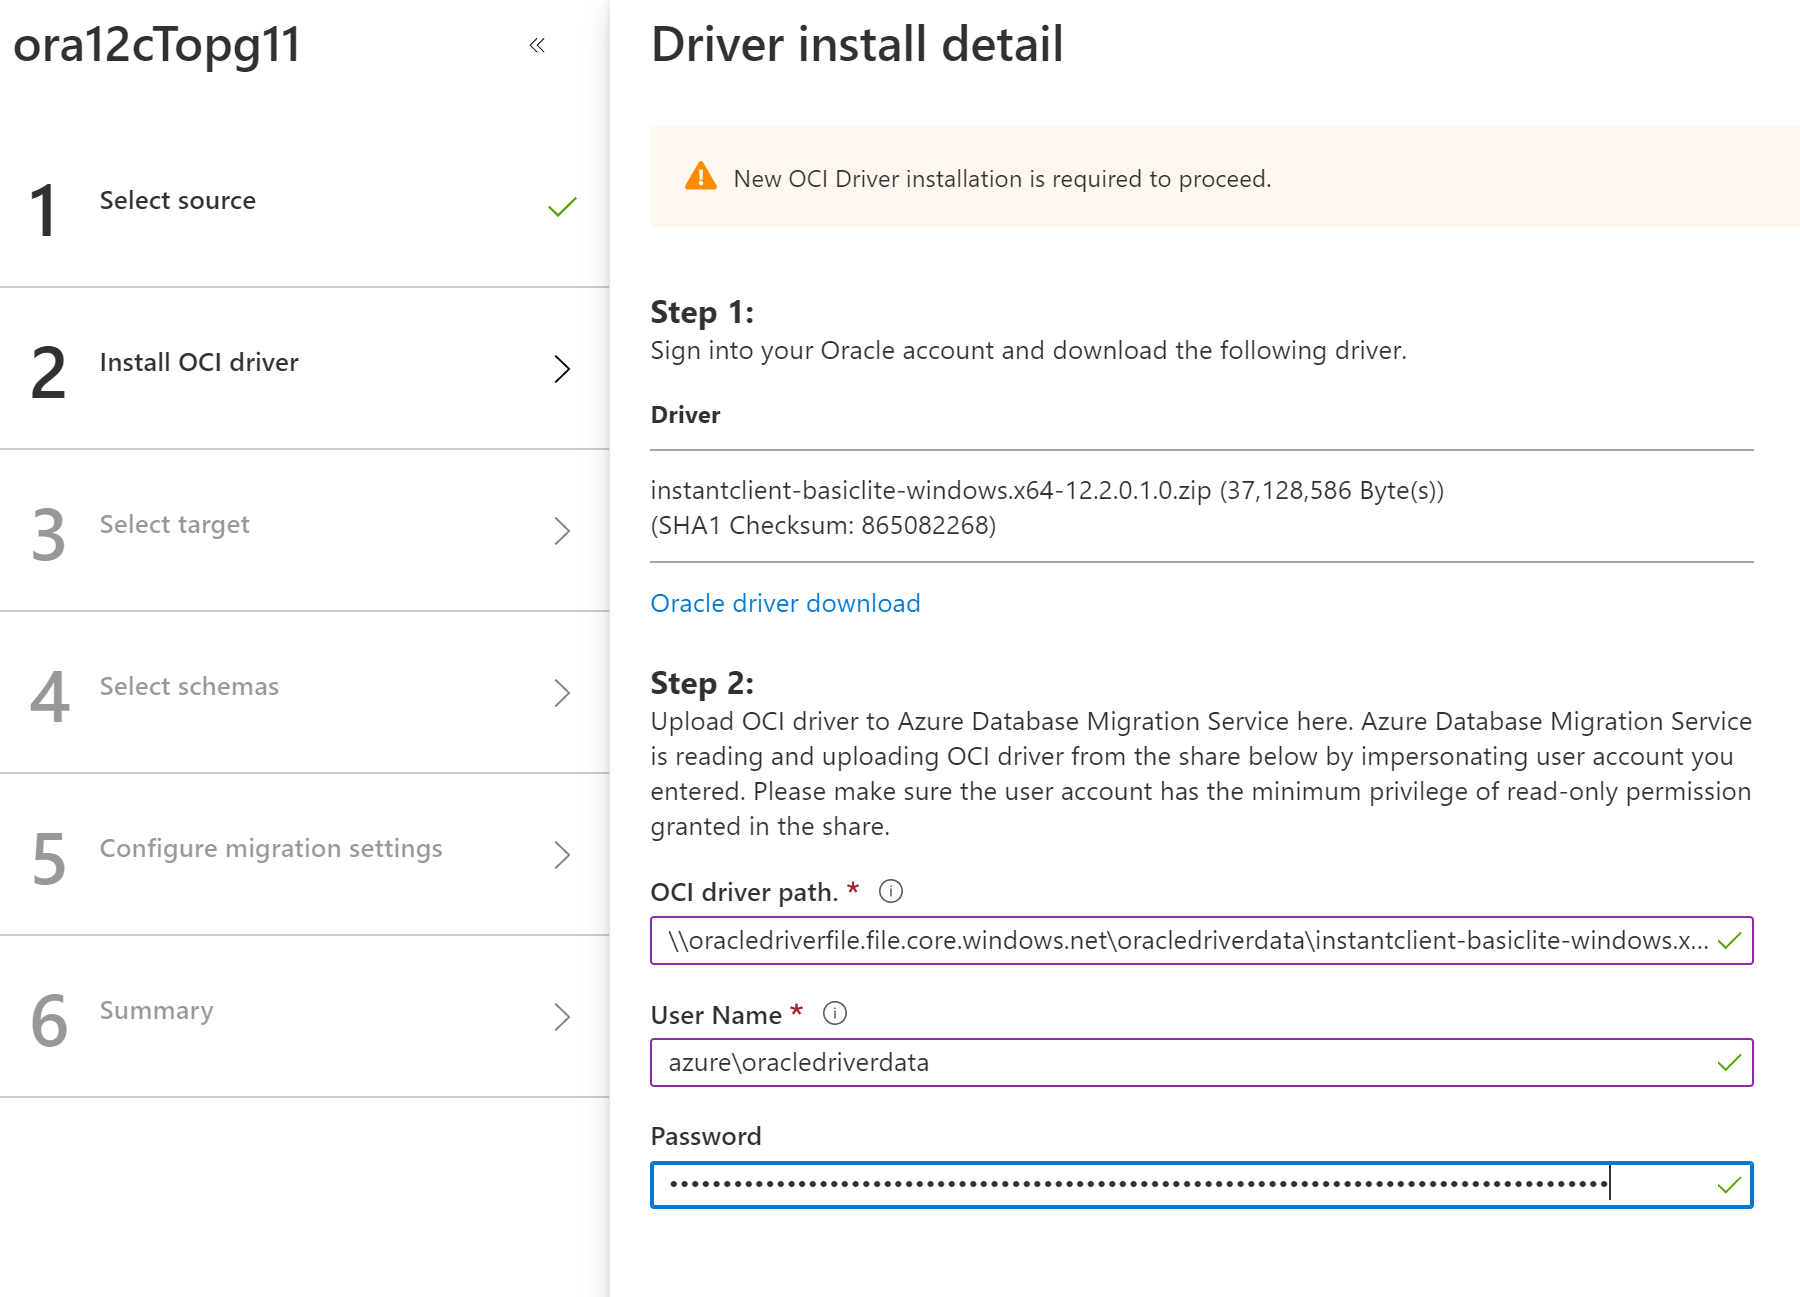 ora12cTopg11
«
1 Select source
2 Install OCI driver
3 Select target
4 Select schemas
5 Configure migration settings
6 Summary
Driver install detail
New OCI Driver installation is required to proceed.
Step 1:
Sign into your Oracle account and download the following driver.
Driver
instantclient-basiclite-windows.x64-12.2.0.1.0.zip (37,128,586 Byte(s))
(SHA1 Checksum: 865082268)
Oracle driver download
Step 2:
Upload OCI driver to Azure Database Migration Service here. Azure Database Migration Service
is reading and uploading OCI driver from the share below by impersonating user account you
entered. Please make sure the user account has the minimum privilege of read-only permission
granted in the share.
OCI driver path. *
\\oracledriverfile.file.core.windows.net\oracledriverdata\instantclient-basiclite-windows.x...
User Name *
azure\oracledriverdata
Password